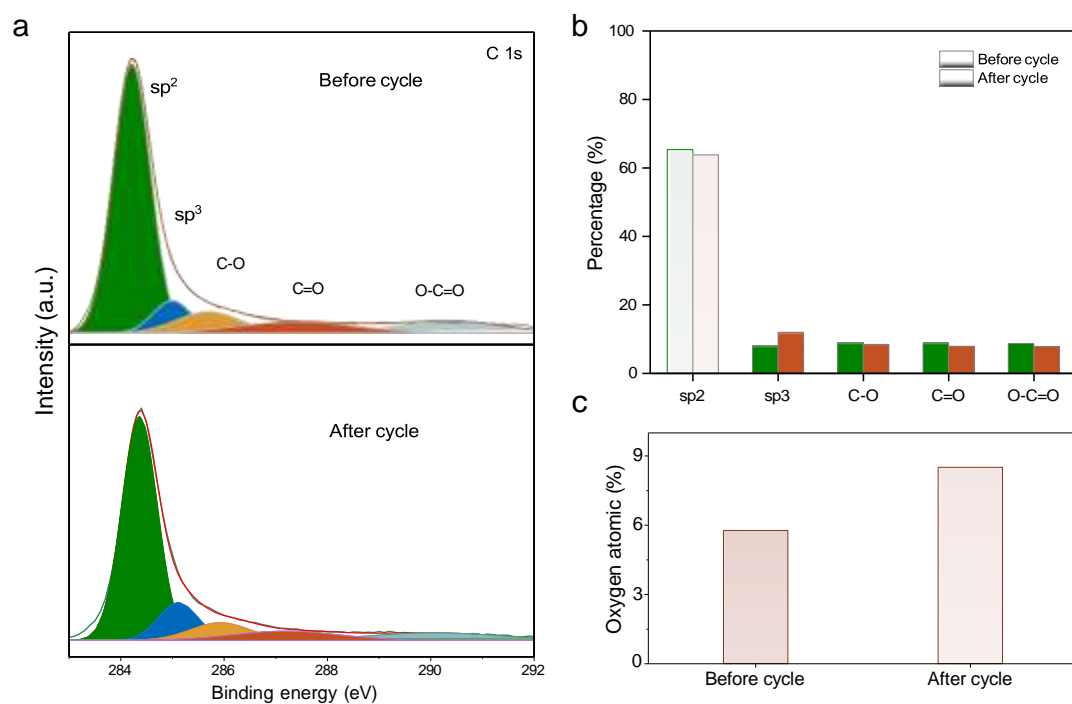 a
C 1s
Before cycle
sp²
sp³
C-O
C=O
O-C=O
After cycle
Intensity (a.u.)
284
286
288
290
292
Binding energy (eV)
b
100
80
60
40
20
0
Percentage (%)
Before cycle
After cycle
sp2
sp3
C-O
C=O
O-C=O
c
9
6
3
0
Oxygen atomic (%)
Before cycle
After cycle